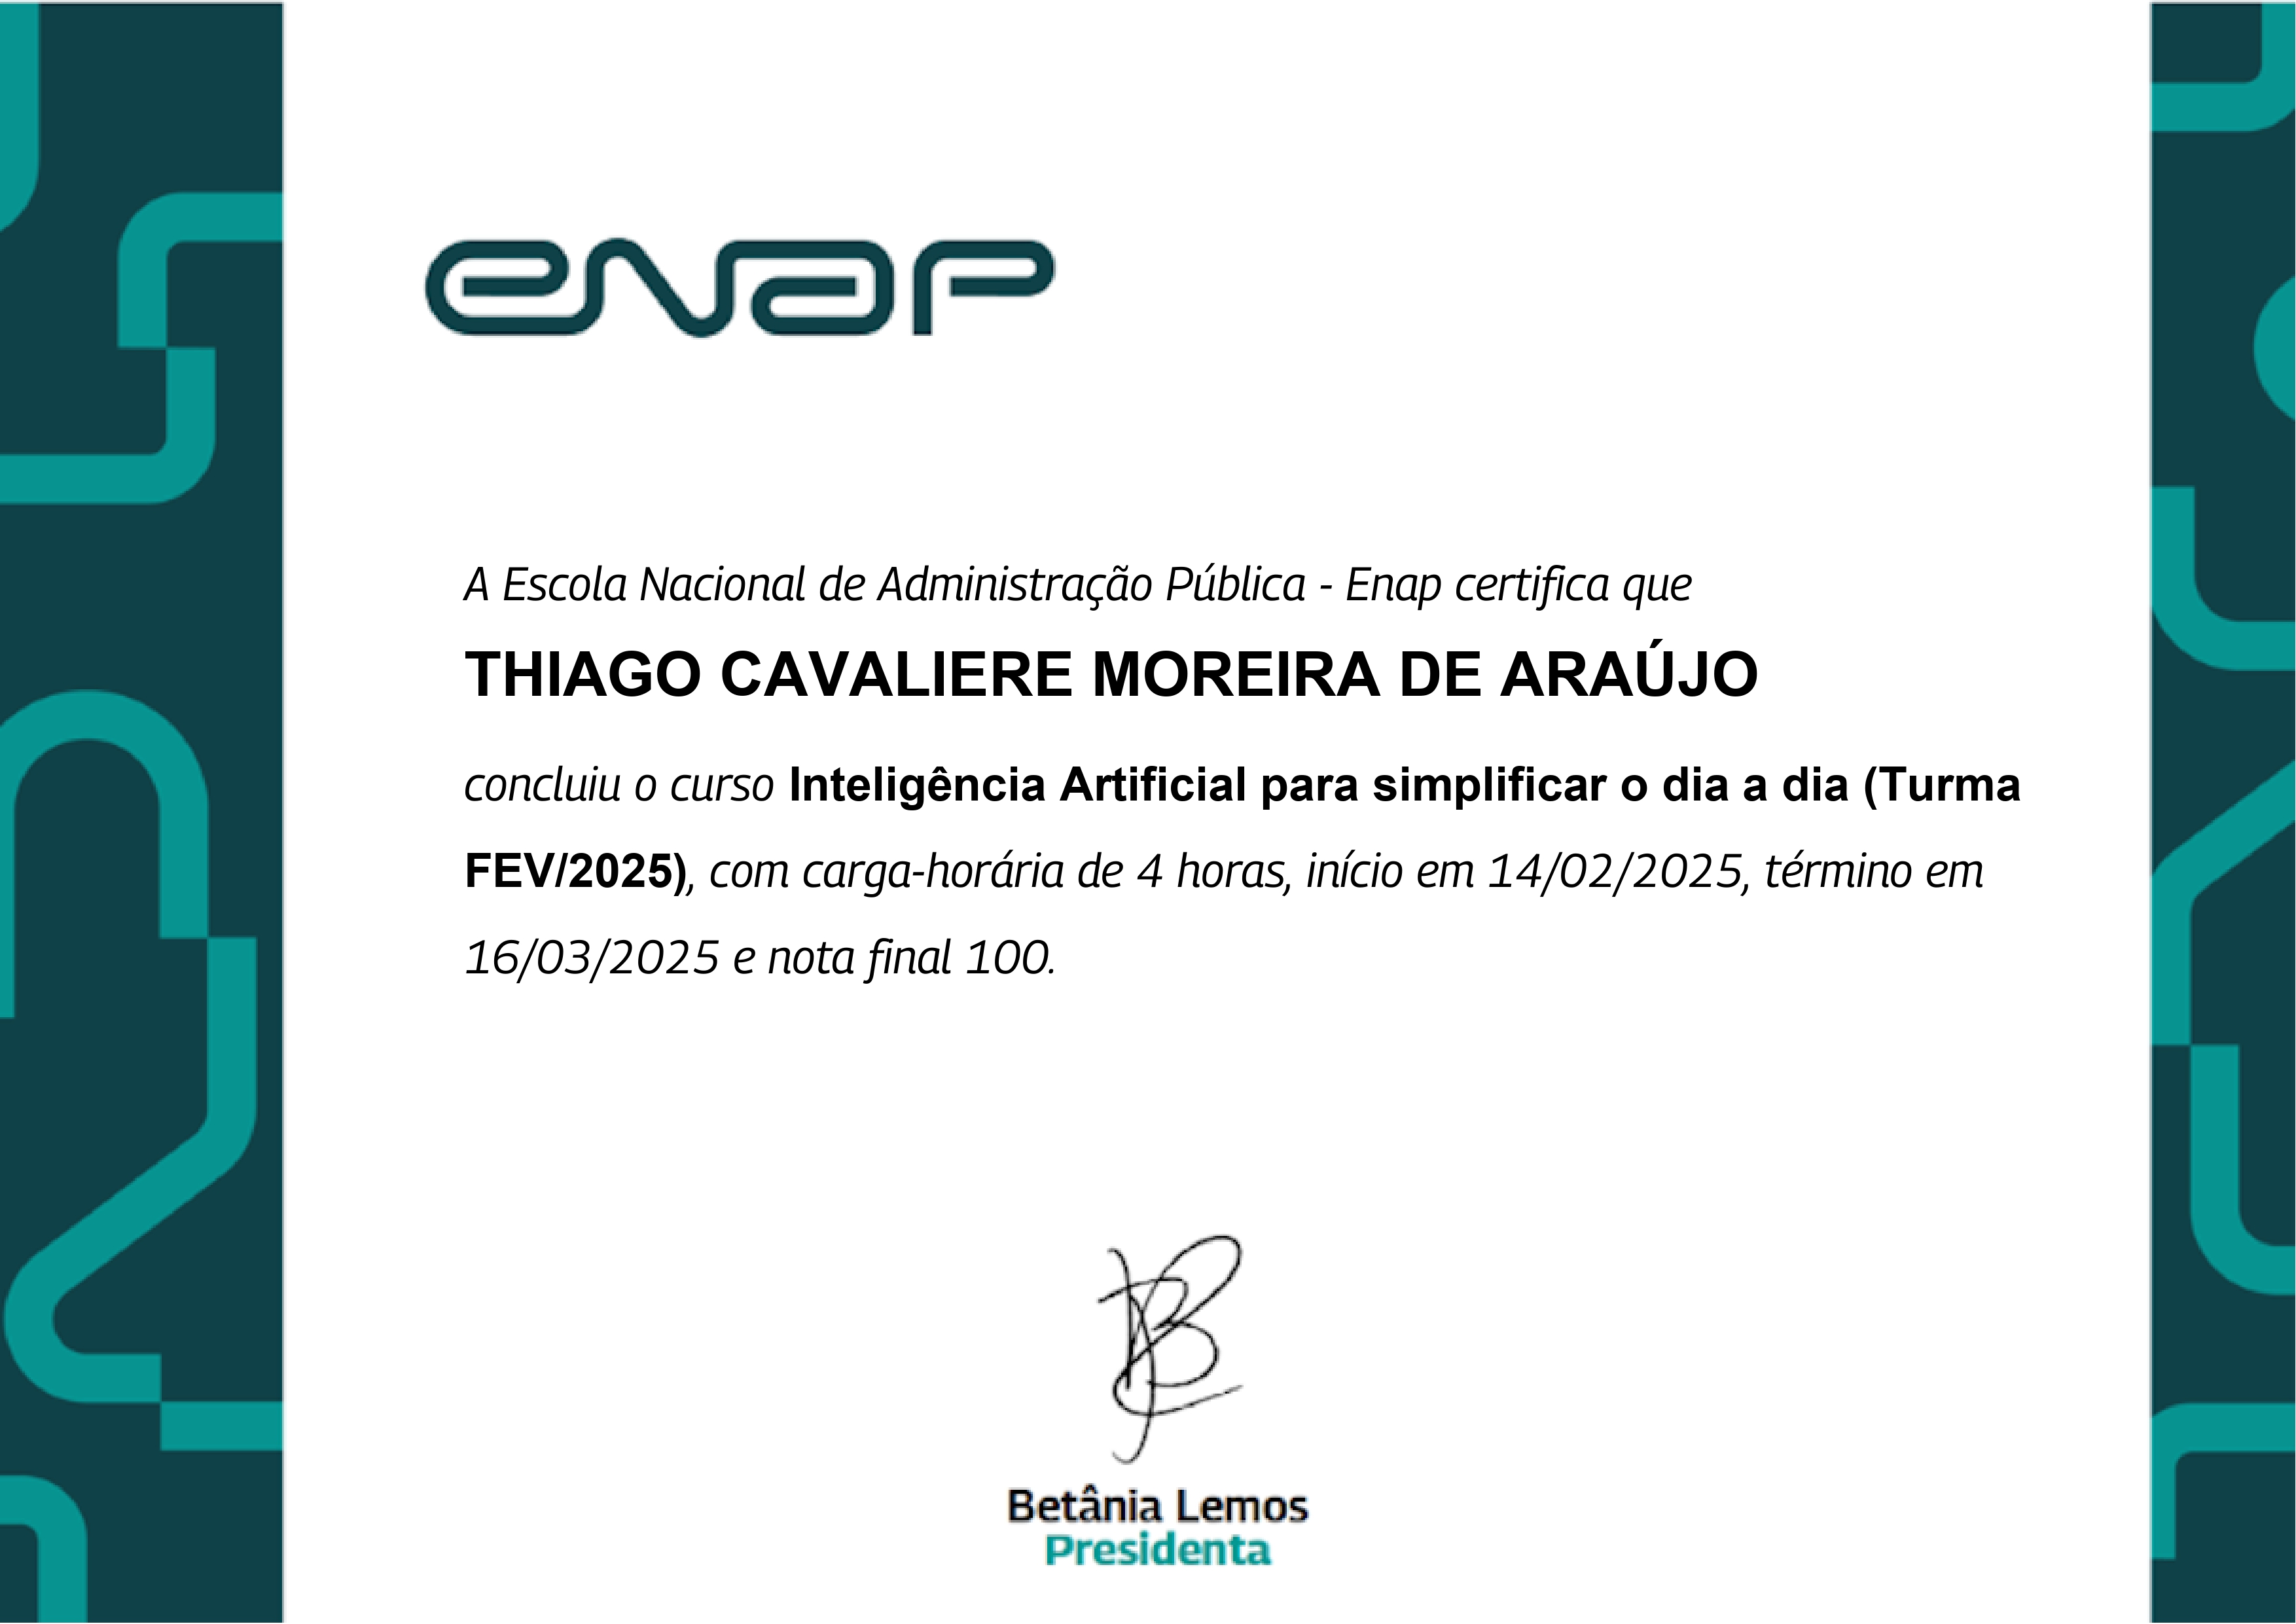 enap
A Escola Nacional de Administração Pública - Enap certifica que
THIAGO CAVALIERE MOREIRA DE ARAÚJO
concluiu o curso Inteligência Artificial para simplificar o dia a dia (Turma
FEV/2025), com carga-horária de 4 horas, início em 14/02/2025, término em
16/03/2025 e nota final 100.
Betânia Lemos
Presidenta